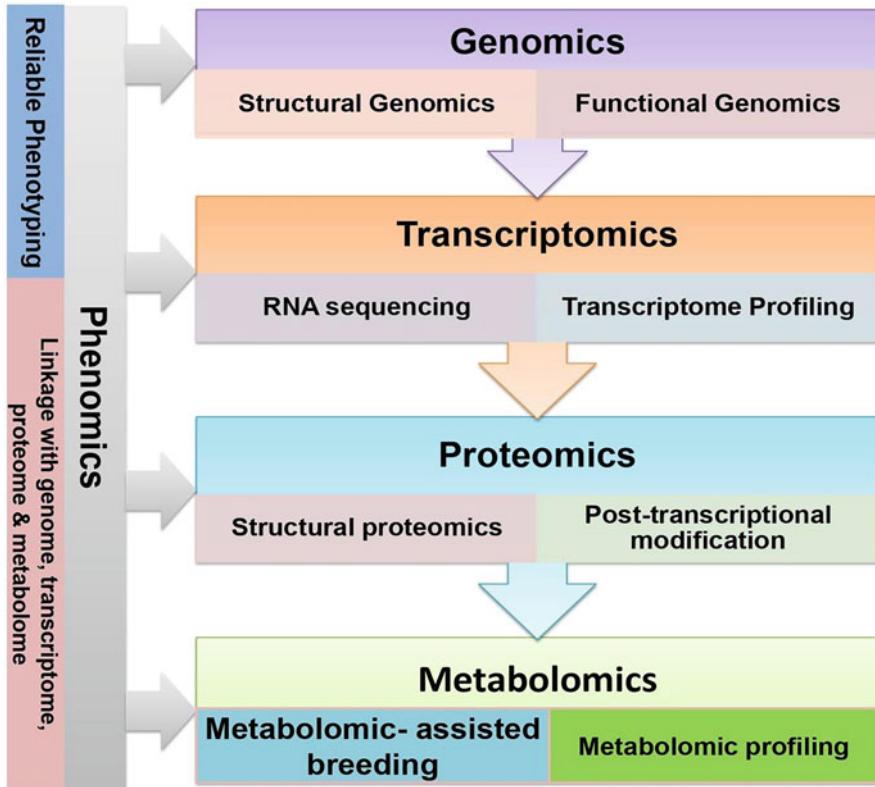 Reliable Phenotyping
Linkage with genome, transcriptome,
proteome & metabolome
Phenomics
Genomics
Structural Genomics
Functional Genomics
Transcriptomics
RNA sequencing
Transcriptome Profiling
Proteomics
Structural proteomics
Post-transcriptional
modification
Metabolomics
Metabolomic- assisted
breeding
Metabolomic profiling